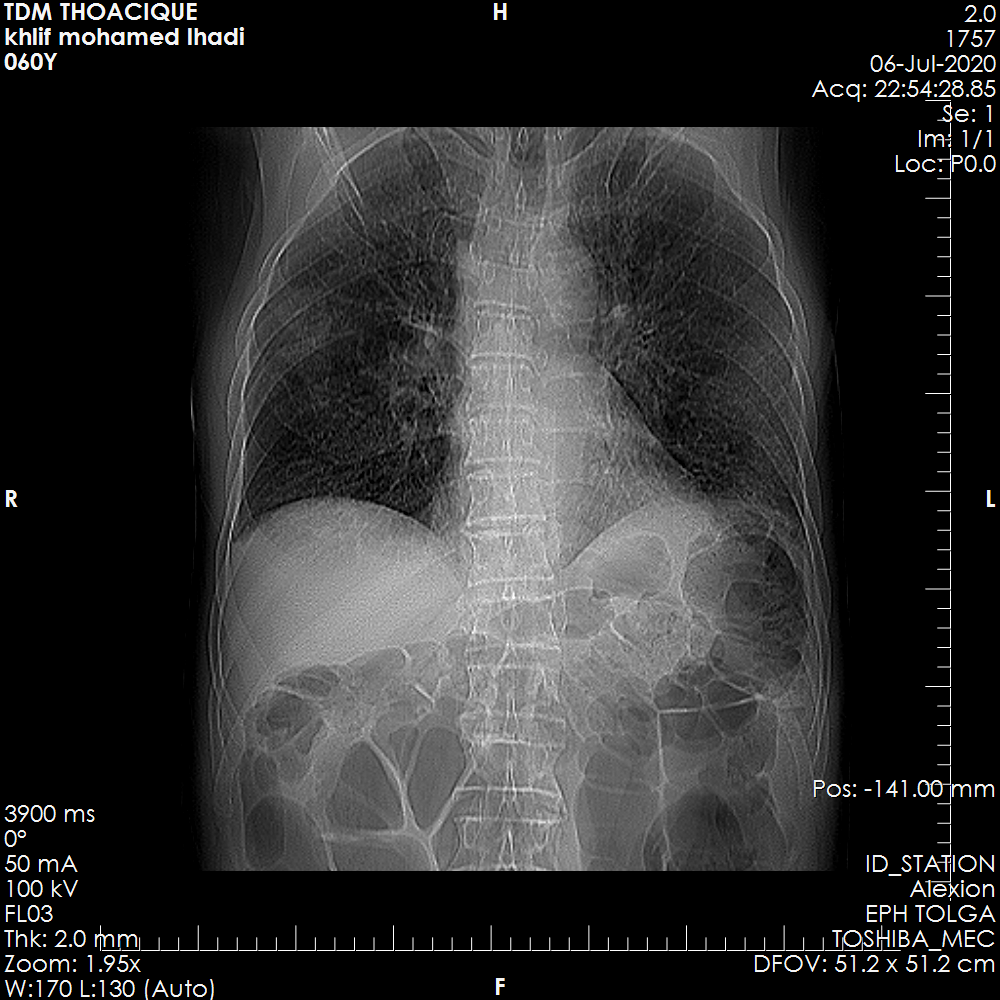 TDM THOACIQUE
khlif mohamed lhadi
060Y
H
2.0
1757
06-Jul-2020
Acq: 22:54:28.85
Se: 1
Im: 1/1
Loc: P0.0
R
L
Pos: -141.00 mm
3900 ms
0°
50 mA
100 kV
FL03
Thk: 2.0 mm
Zoom: 1.95x
W:170 L:130 (Auto)
F
ID_STATION
Alexion
EPH TOLGA
TOSHIBA_MEC
DFOV: 51.2 x 51.2 cm